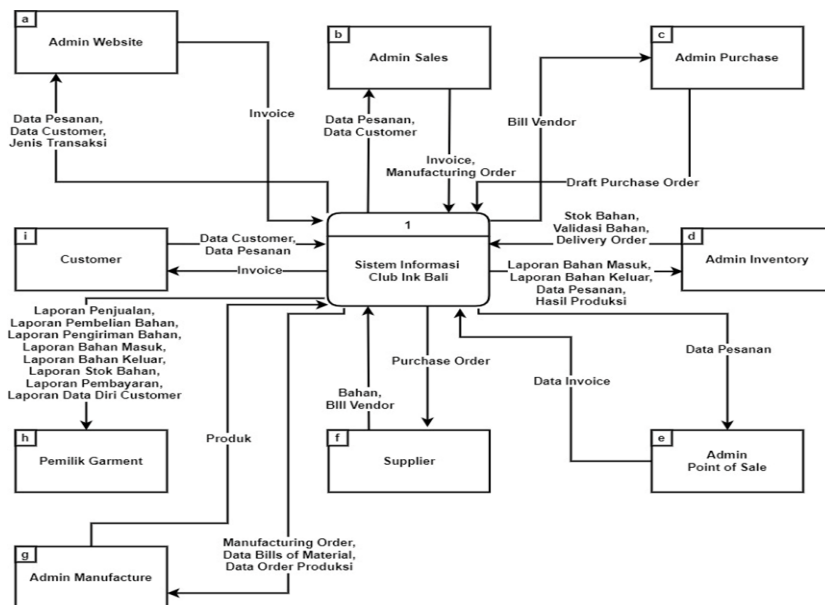 a
Admin Website
b
Admin Sales
c
Admin Purchase
Data Pesanan,
Data Customer,
Jenis Transaksi
Invoice
Data Pesanan,
Data Customer
Invoice,
Manufacturing Order
Bill Vendor
Draft Purchase Order
i
Customer
Data Customer,
Data Pesanan
Invoice
1
Sistem Informasi
Club Ink Bali
Stok Bahan,
Validasi Bahan,
Delivery Order
Laporan Bahan Masuk,
Laporan Bahan Keluar,
Data Pesanan,
Hasil Produksi
d
Admin Inventory
Laporan Penjualan,
Laporan Pembelian Bahan,
Laporan Pengiriman Bahan,
Laporan Bahan Masuk,
Laporan Bahan Keluar,
Laporan Stok Bahan,
Laporan Pembayaran,
Laporan Data Diri Customer
Produk
Bahan,
BIll Vendor
Purchase Order
Data Invoice
Data Pesanan
h
Pemilik Garment
f
Supplier
e
Admin
Point of Sale
g
Admin Manufacture
Manufacturing Order,
Data Bills of Material,
Data Order Produksi